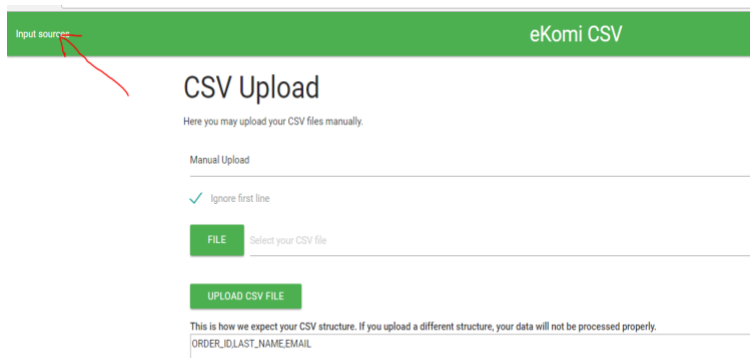 Input sources
eKomi CSV
CSV Upload
Here you may upload your CSV files manually.
Manual Upload
Ignore first line
FILE
Select your CSV file
UPLOAD CSV FILE
This is how we expect your CSV structure. If you upload a different structure, your data will not be processed properly.
ORDER_ID,LAST_NAME,EMAIL